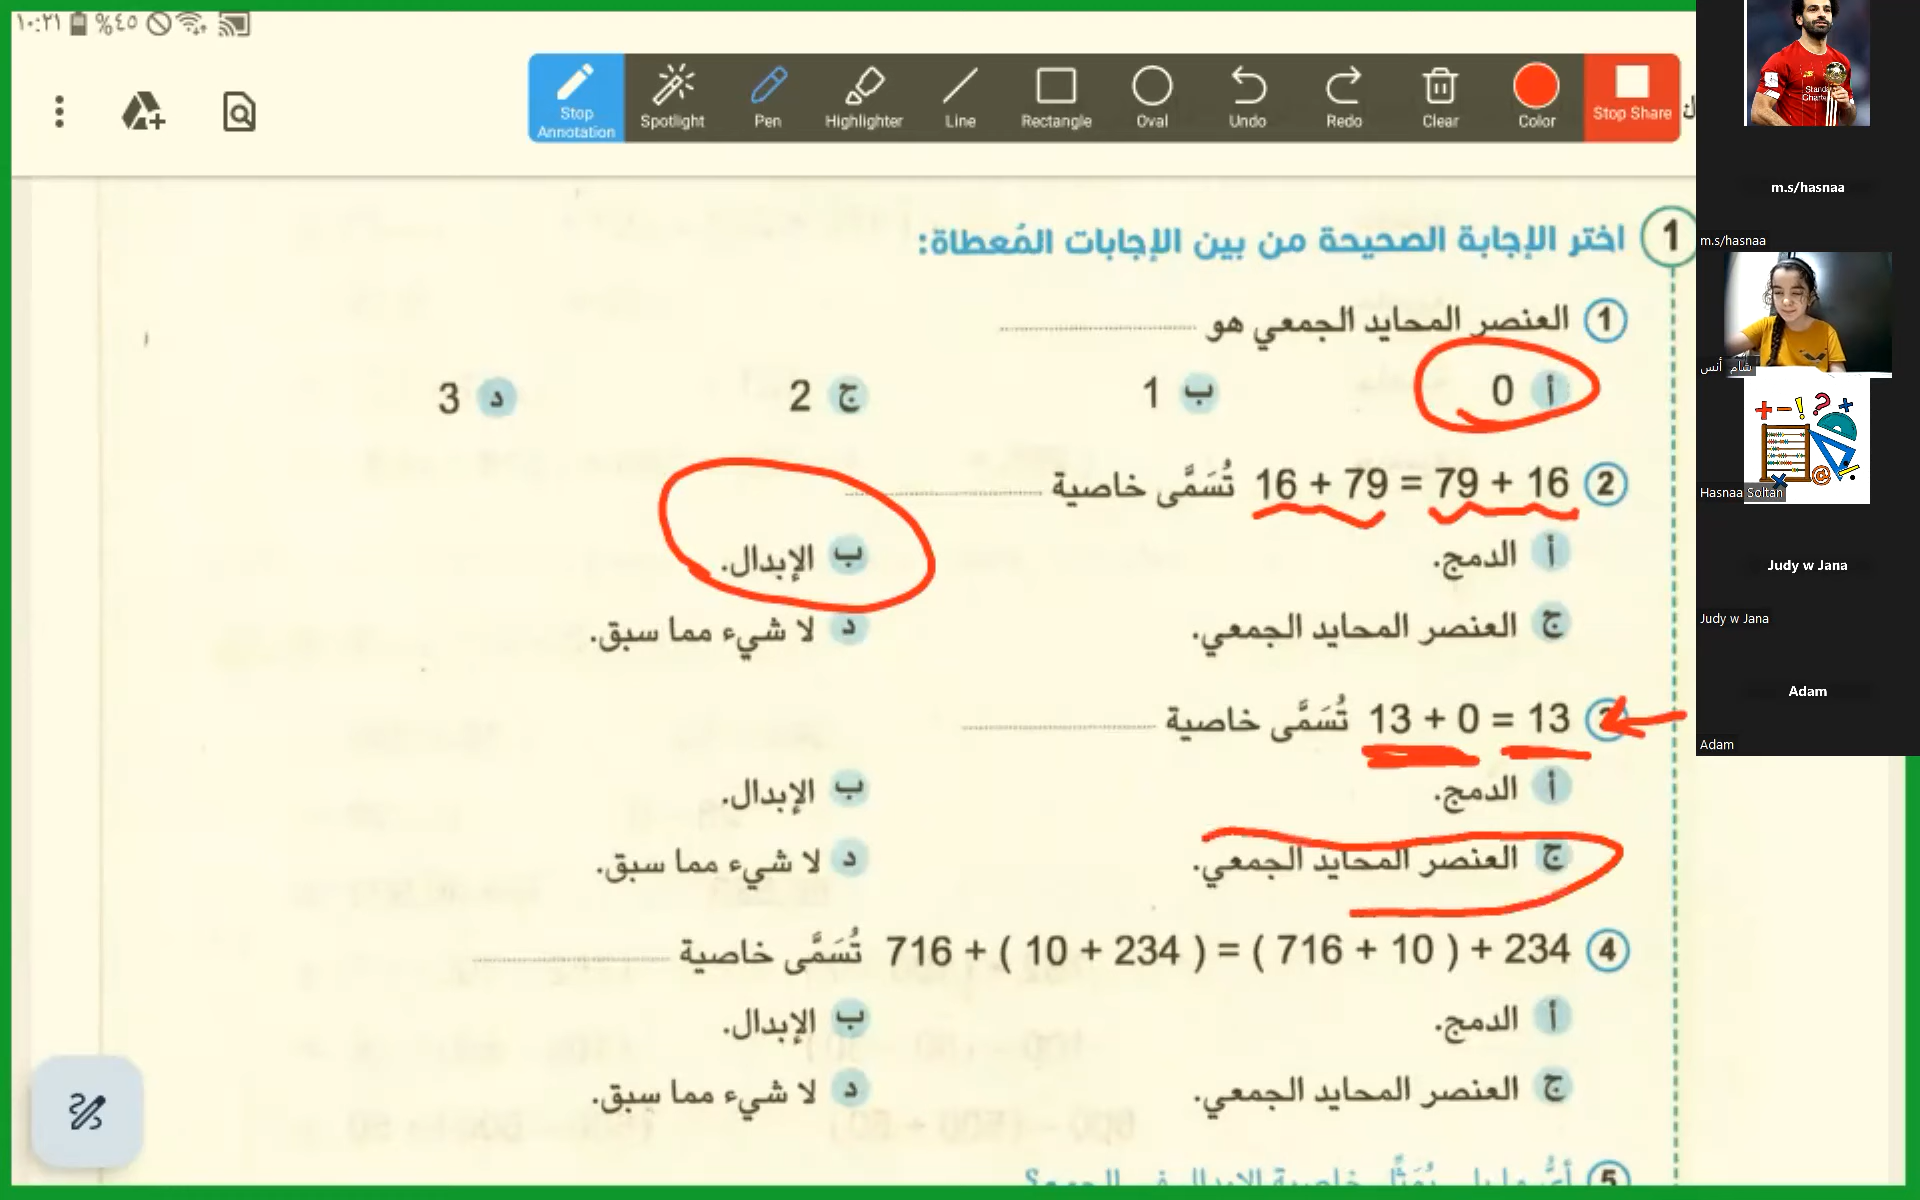 ١٠:٢١ %٤٥
Stop Annotation Spotlight Pen Highlighter Line Rectangle Oval Undo Redo Clear Color Stop Share
1 اختر الإجابة الصحيحة من بين الإجابات المُعطاة:
1 العنصر المحايد الجمعي هو
أ 0 ب 1 ج 2 د 3
2 79 + 16 = 16 + 79 تُسَمَّى خاصية
أ الدمج. ب الإبدال.
ج العنصر المحايد الجمعي. د لا شيء مما سبق.
13 + 0 = 13 تُسَمَّى خاصية
أ الدمج. ب الإبدال.
ج العنصر المحايد الجمعي. د لا شيء مما سبق.
4 716 + ( 10 + 234 ) = ( 716 + 10 ) + 234 تُسَمَّى خاصية
أ الدمج. ب الإبدال.
ج العنصر المحايد الجمعي. د لا شيء مما سبق.
5
m.s/hasnaa
m.s/hasnaa
شام أنس
Hasnaa Soltan
Judy w Jana
Judy w Jana
Adam
Adam